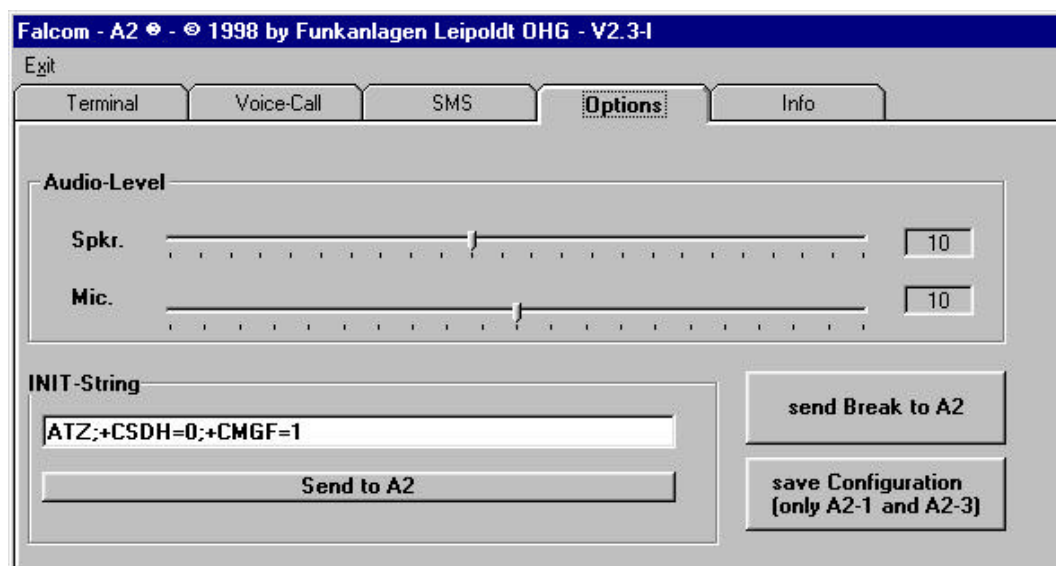 Falcom - A2 ® - © 1998 by Funkanlagen Leipoldt OHG - V2.3-I
Exit
Terminal Voice-Call SMS Options Info
Audio-Level
Spkr. 10
Mic. 10
INIT-String
ATZ;+CSDH=0;+CMGF=1
Send to A2
send Break to A2
save Configuration
(only A2-1 and A2-3)